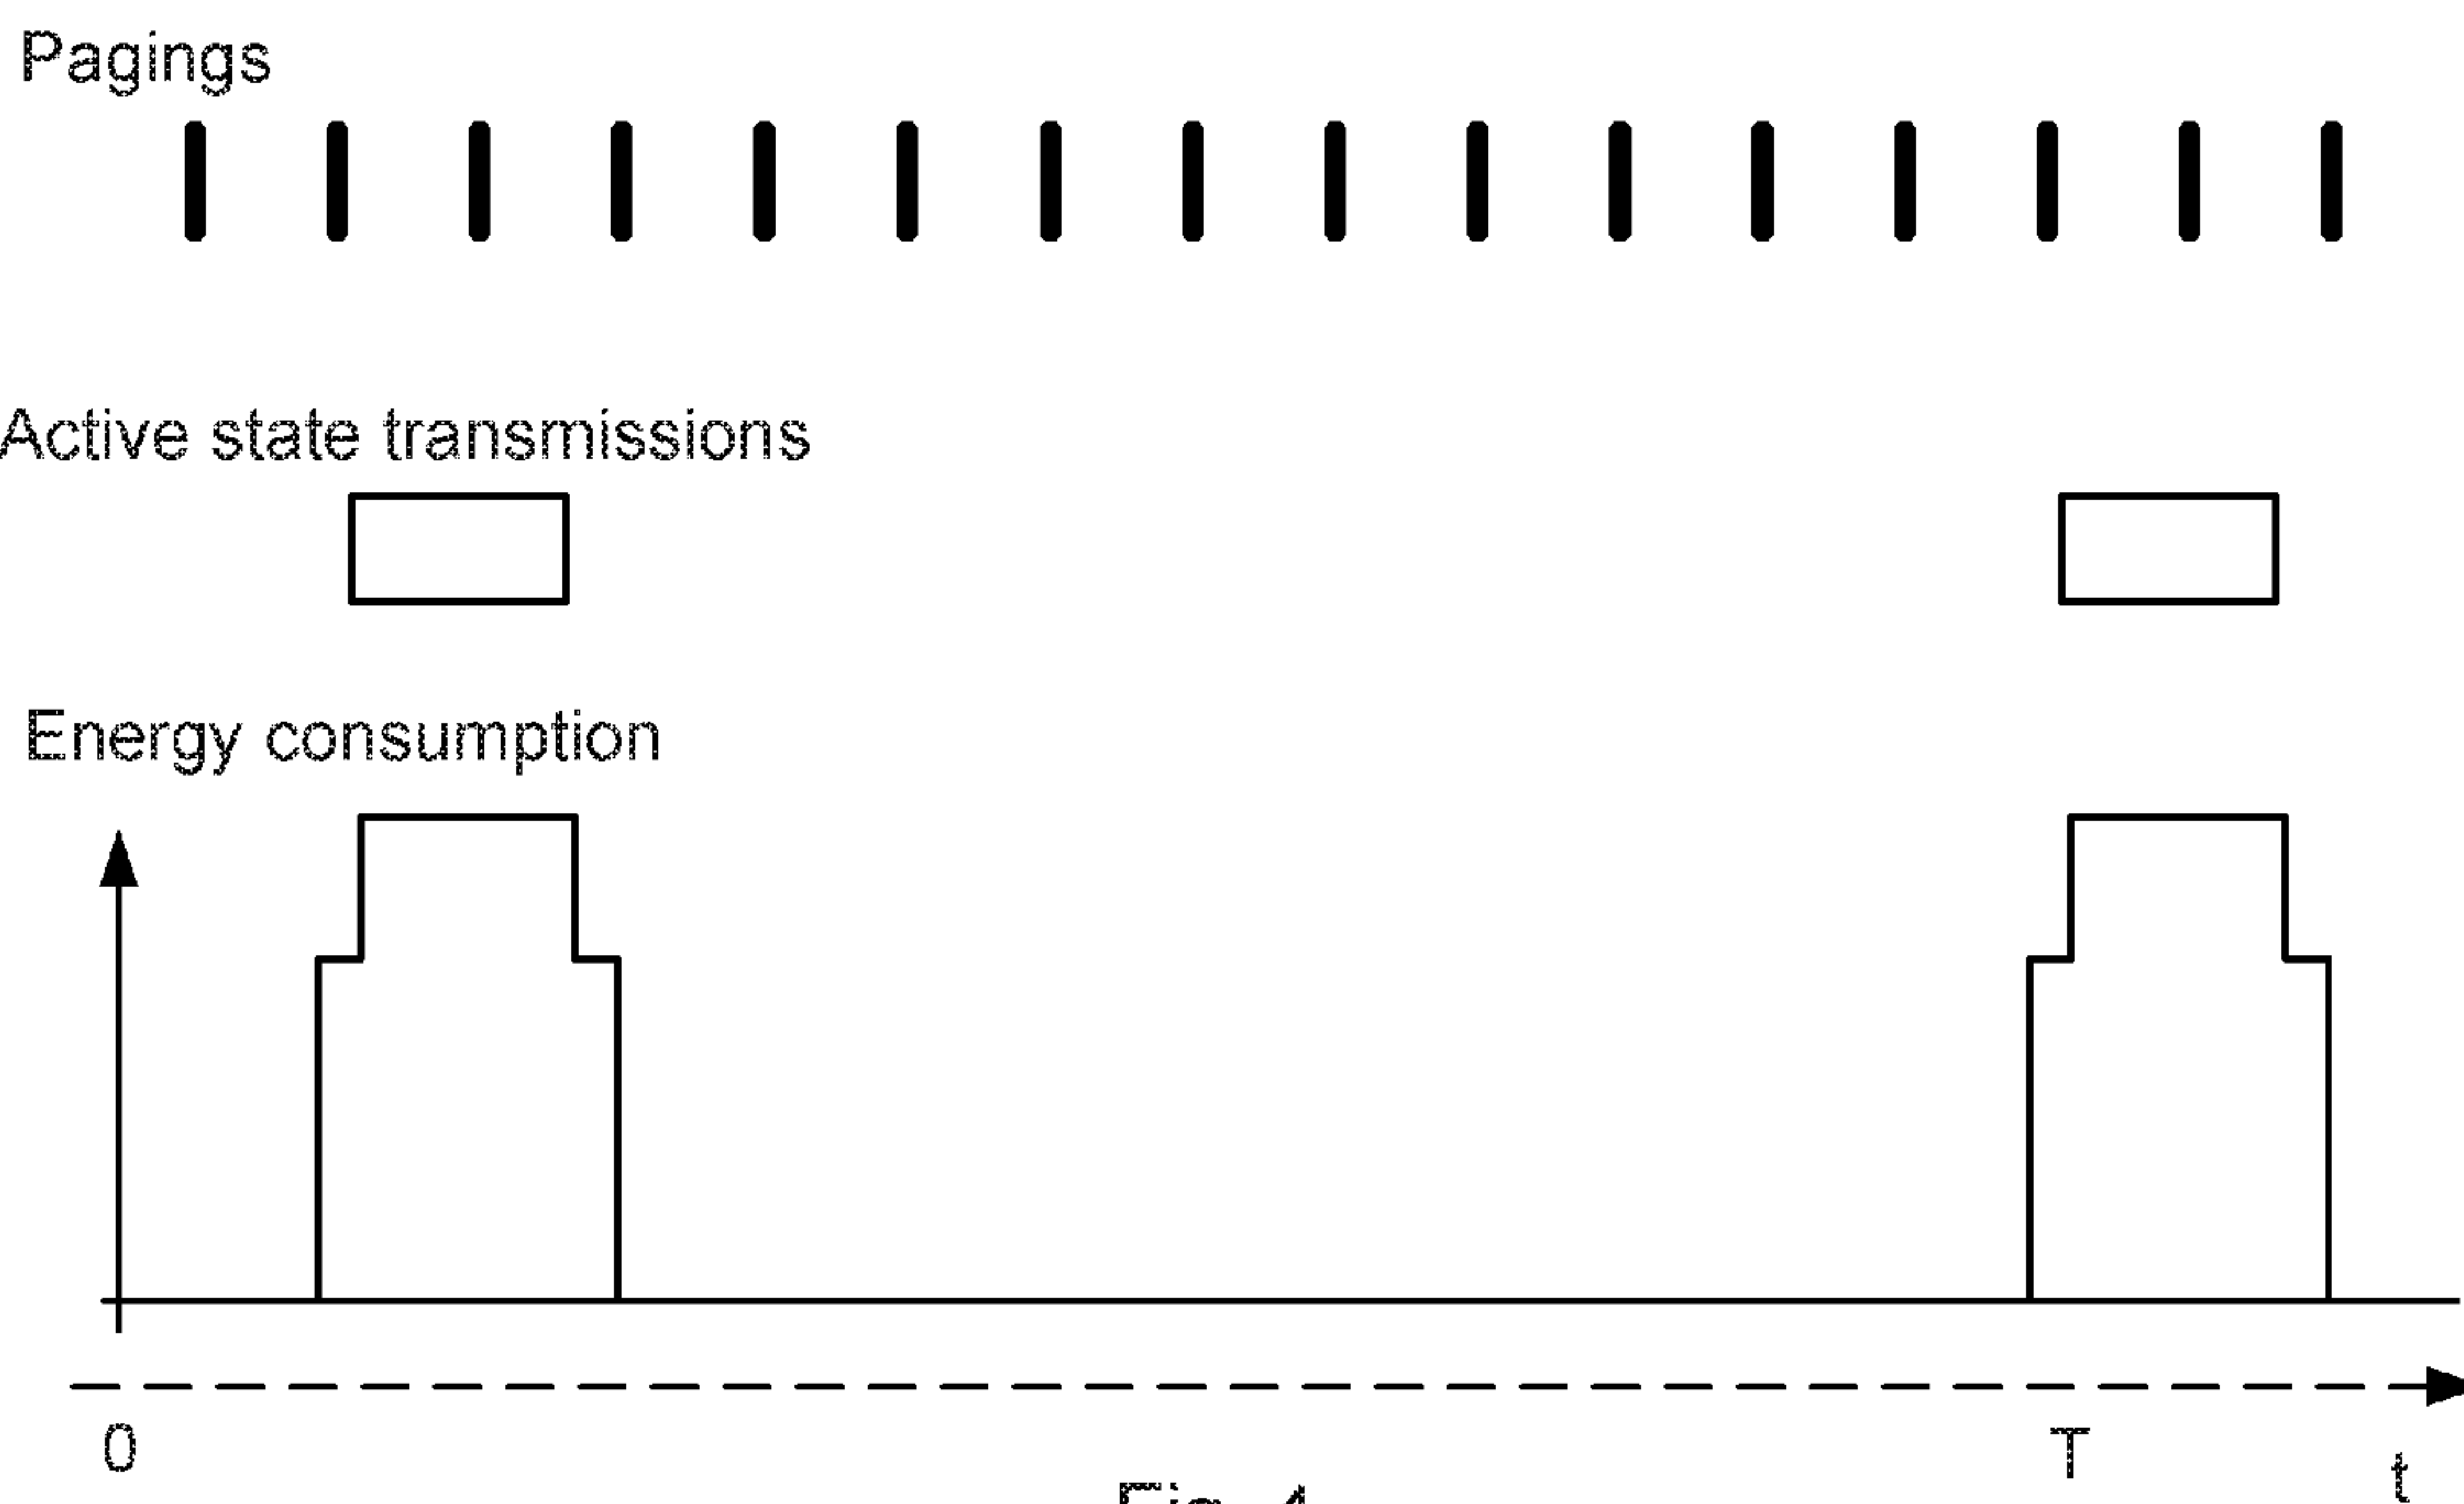 Pagings
Active state transmissions
Energy consumption
0
T
t